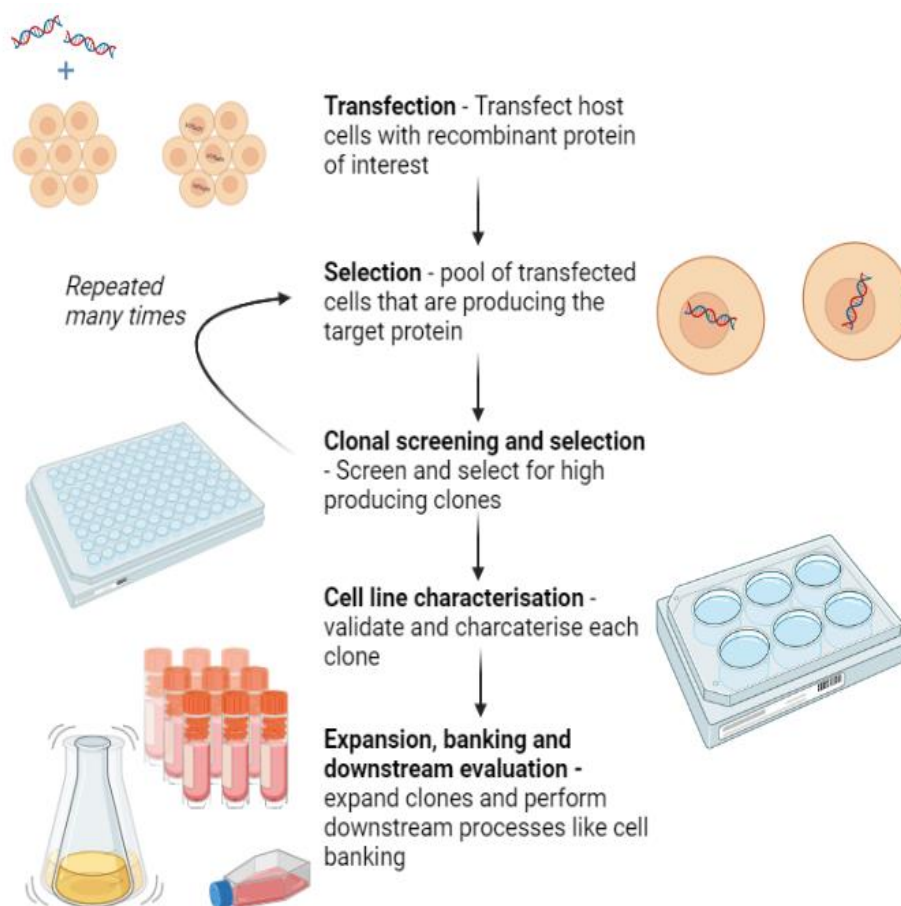 Transfection - Transfect host
cells with recombinant protein
of interest
Repeated
many times
Selection - pool of transfected
cells that are producing the
target protein
Clonal screening and selection
- Screen and select for high
producing clones
Cell line characterisation -
validate and charcaterise each
clone
Expansion, banking and
downstream evaluation -
expand clones and perform
downstream processes like cell
banking